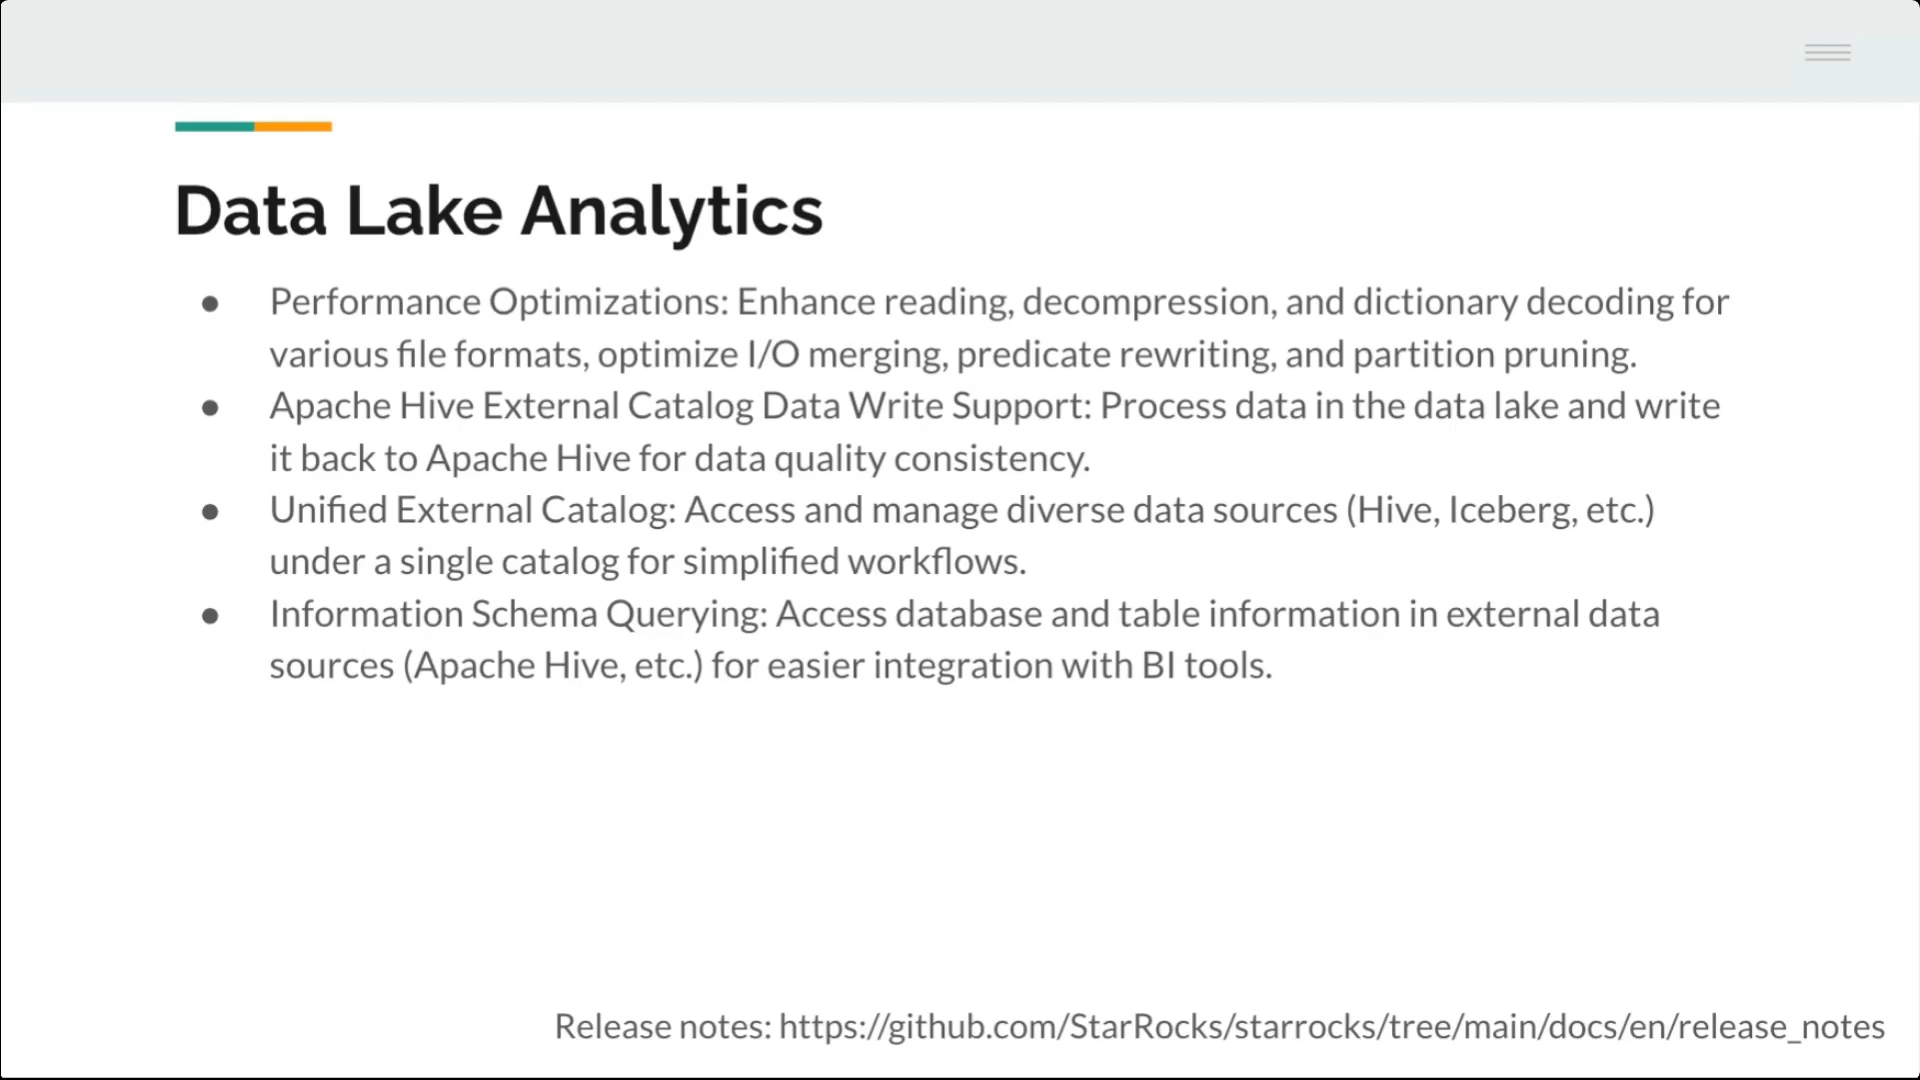 Data Lake Analytics
● Performance Optimizations: Enhance reading, decompression, and dictionary decoding for
various file formats, optimize I/O merging, predicate rewriting, and partition pruning.
● Apache Hive External Catalog Data Write Support: Process data in the data lake and write
it back to Apache Hive for data quality consistency.
● Unified External Catalog: Access and manage diverse data sources (Hive, Iceberg, etc.)
under a single catalog for simplified workflows.
● Information Schema Querying: Access database and table information in external data
sources (Apache Hive, etc.) for easier integration with BI tools.
Release notes: https://github.com/StarRocks/starrocks/tree/main/docs/en/release_notes